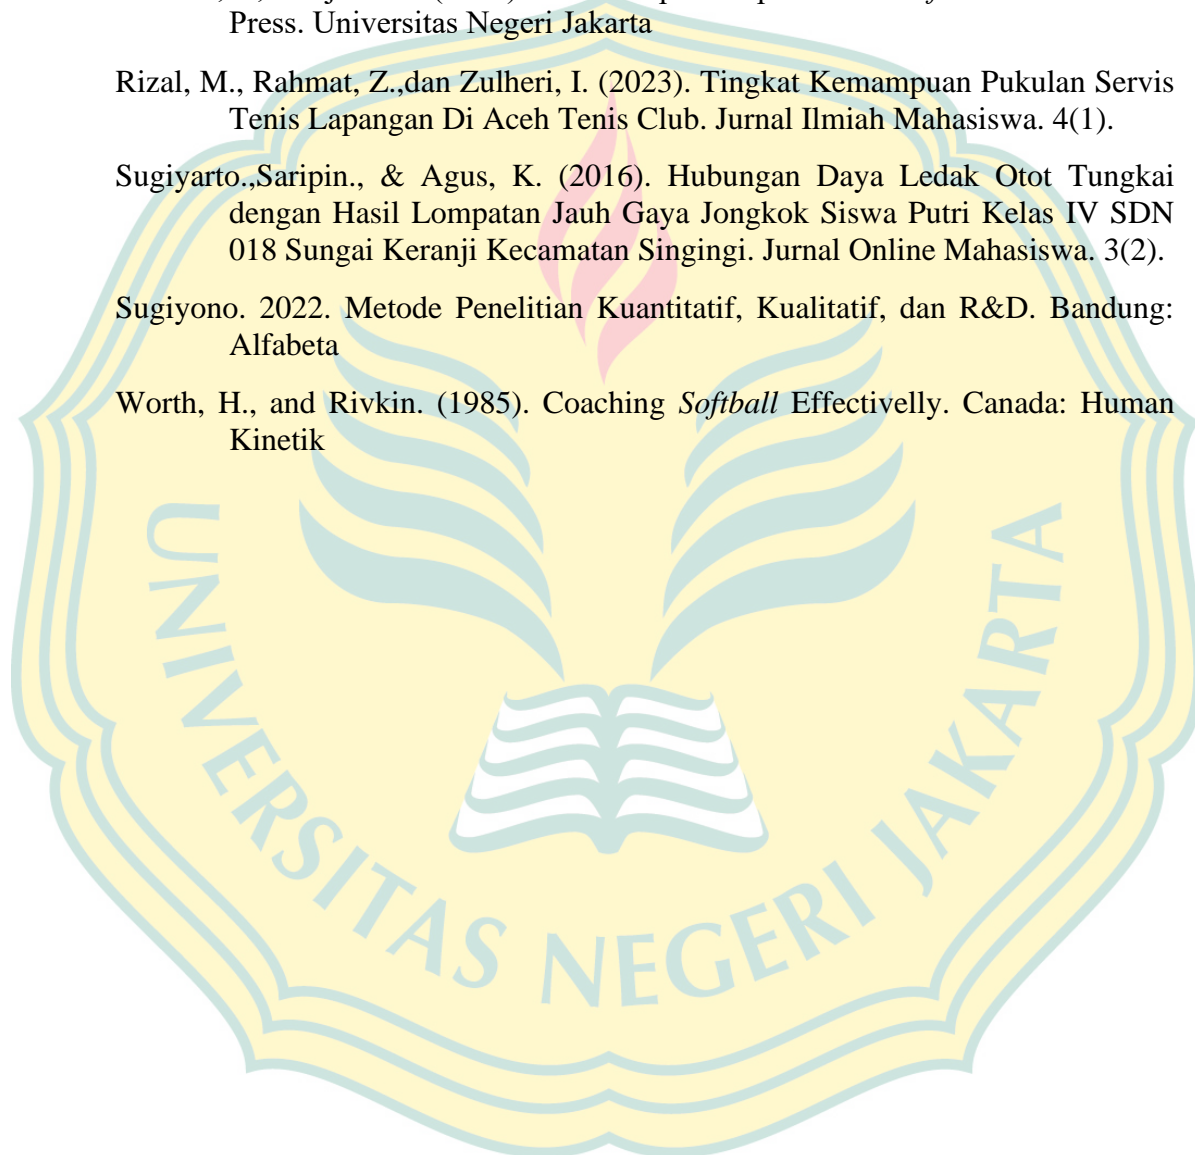 Press. Universitas Negeri Jakarta
Rizal, M., Rahmat, Z.,dan Zulheri, I. (2023). Tingkat Kemampuan Pukulan Servis
Tenis Lapangan Di Aceh Tenis Club. Jurnal Ilmiah Mahasiswa. 4(1).
Sugiyarto.,Saripin., & Agus, K. (2016). Hubungan Daya Ledak Otot Tungkai
dengan Hasil Lompatan Jauh Gaya Jongkok Siswa Putri Kelas IV SDN
018 Sungai Keranji Kecamatan Singingi. Jurnal Online Mahasiswa. 3(2).
Sugiyono. 2022. Metode Penelitian Kuantitatif, Kualitatif, dan R&D. Bandung:
Alfabeta
Worth, H., and Rivkin. (1985). Coaching Softball Effectivelly. Canada: Human
Kinetik
UNIVERSITAS NEGERI JAKARTA